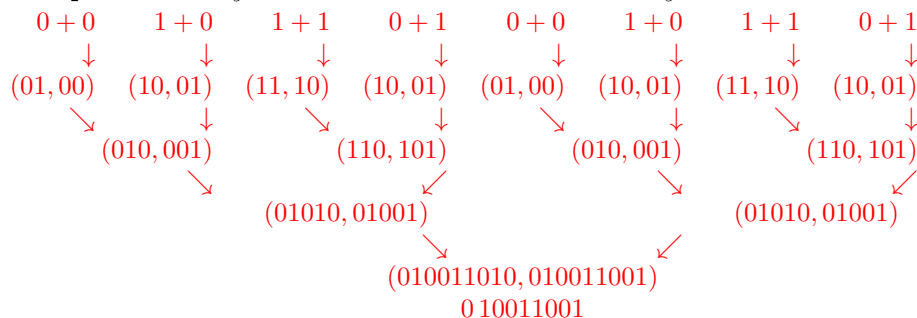 0 + 0 1 + 0 1 + 1 0 + 1 0 + 0 1 + 0 1 + 1 0 + 1
↓ ↓ ↓ ↓ ↓ ↓ ↓ ↓
(01, 00) (10, 01) (11, 10) (10, 01) (01, 00) (10, 01) (11, 10) (10, 01)
↘ ↓ ↘ ↓ ↘ ↓ ↘ ↓
(010, 001) (110, 101) (010, 001) (110, 101)
↘ ↙ ↘ ↙
(01010, 01001) (01010, 01001)
↘ ↙
(010011010, 010011001)
0 10011001